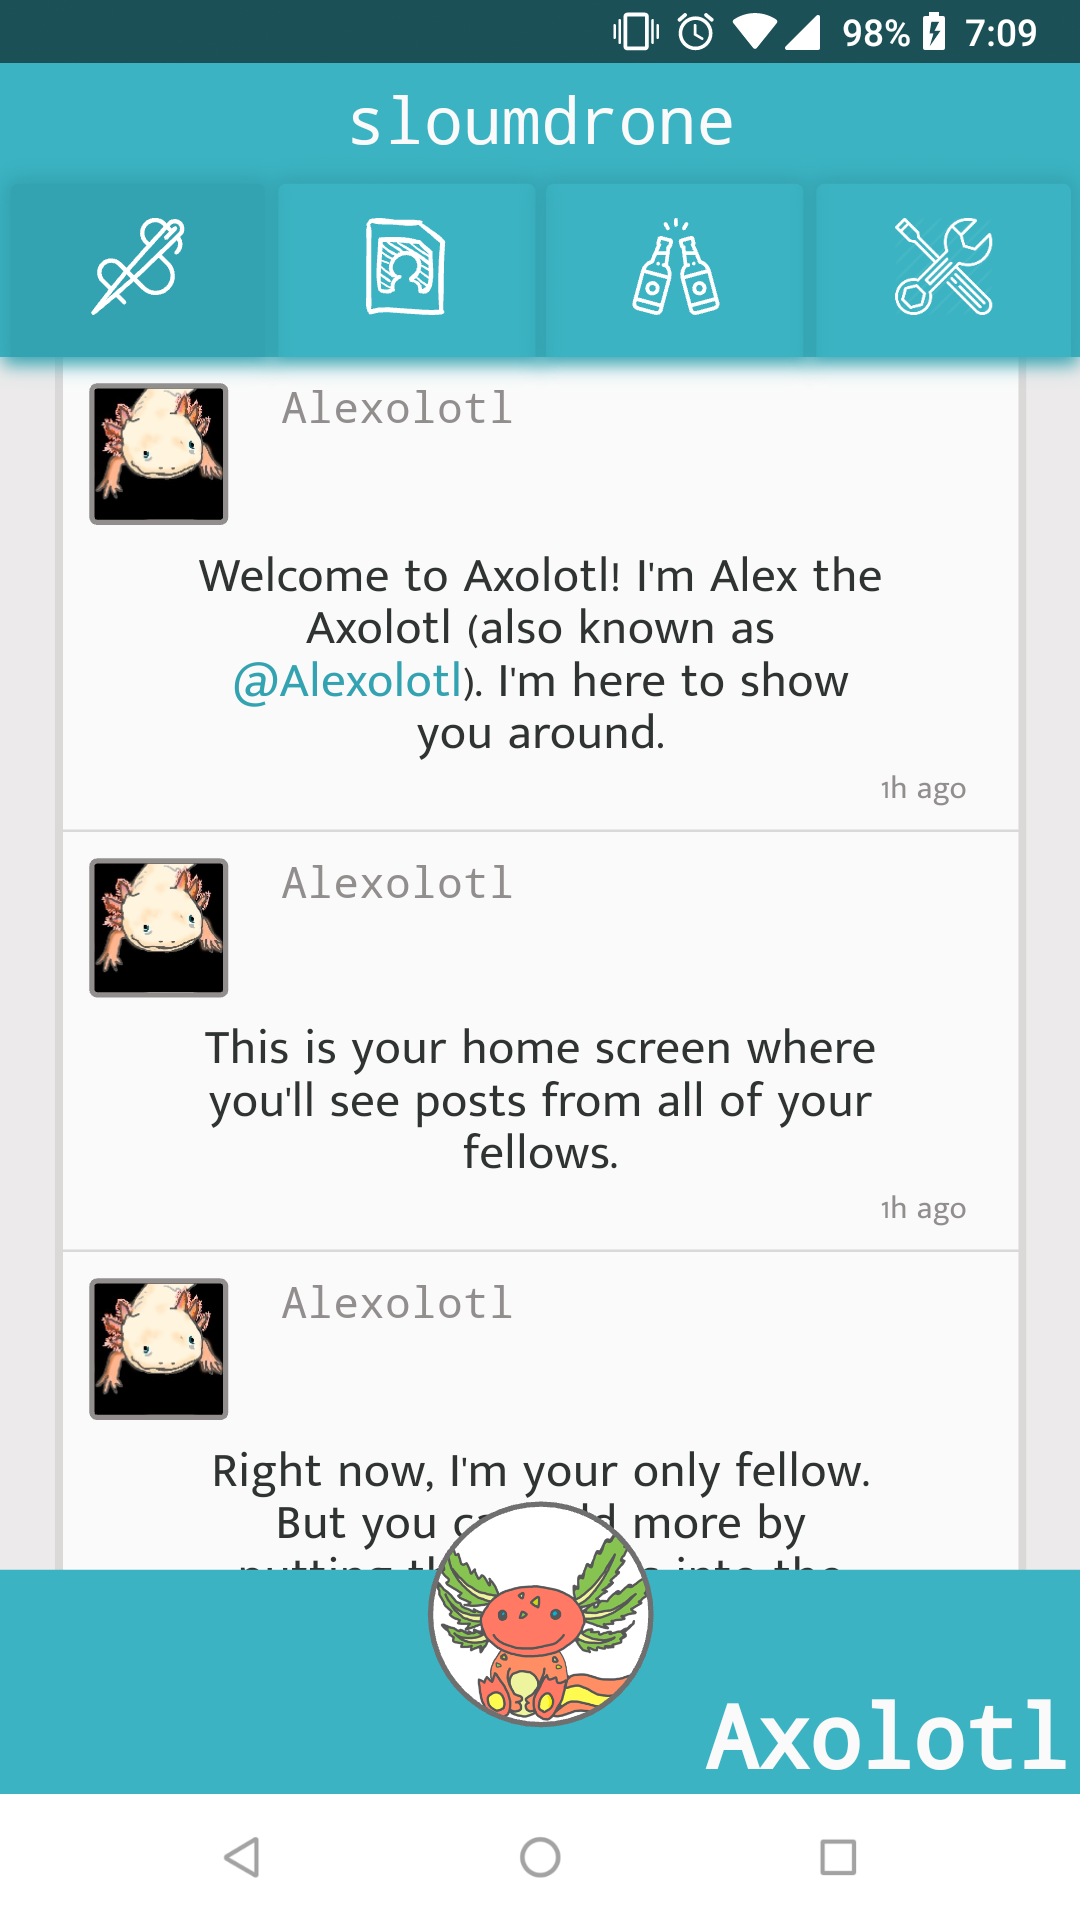 98% 7:09
sloumdrone
Alexolotl
Welcome to Axolotl! I'm Alex the
Axolotl (also known as
@Alexolotl). I'm here to show
you around.
1h ago
Alexolotl
This is your home screen where
you'll see posts from all of your
fellows.
1h ago
Alexolotl
Right now, I'm your only fellow.
But you more by
into the
Axolotl